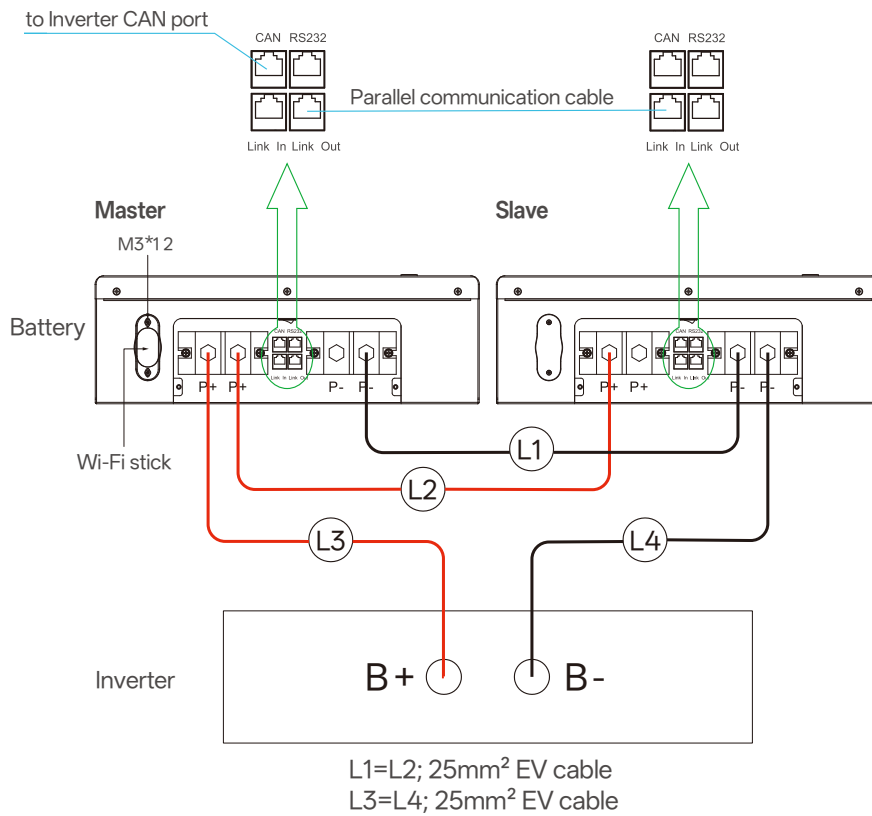 to Inverter CAN port
CAN RS232
CAN RS232
Parallel communication cable
Link In Link Out
Link In Link Out
Master
Slave
M3*12
Battery
CAN RS232
CAN RS232
Link In Link Out
Link In Link Out
P+ P+ P- P-
P+ P+ P- P-
L1
Wi-Fi stick
L2
L3
L4
Inverter
B+ B-
L1=L2; 25mm² EV cable
L3=L4; 25mm² EV cable